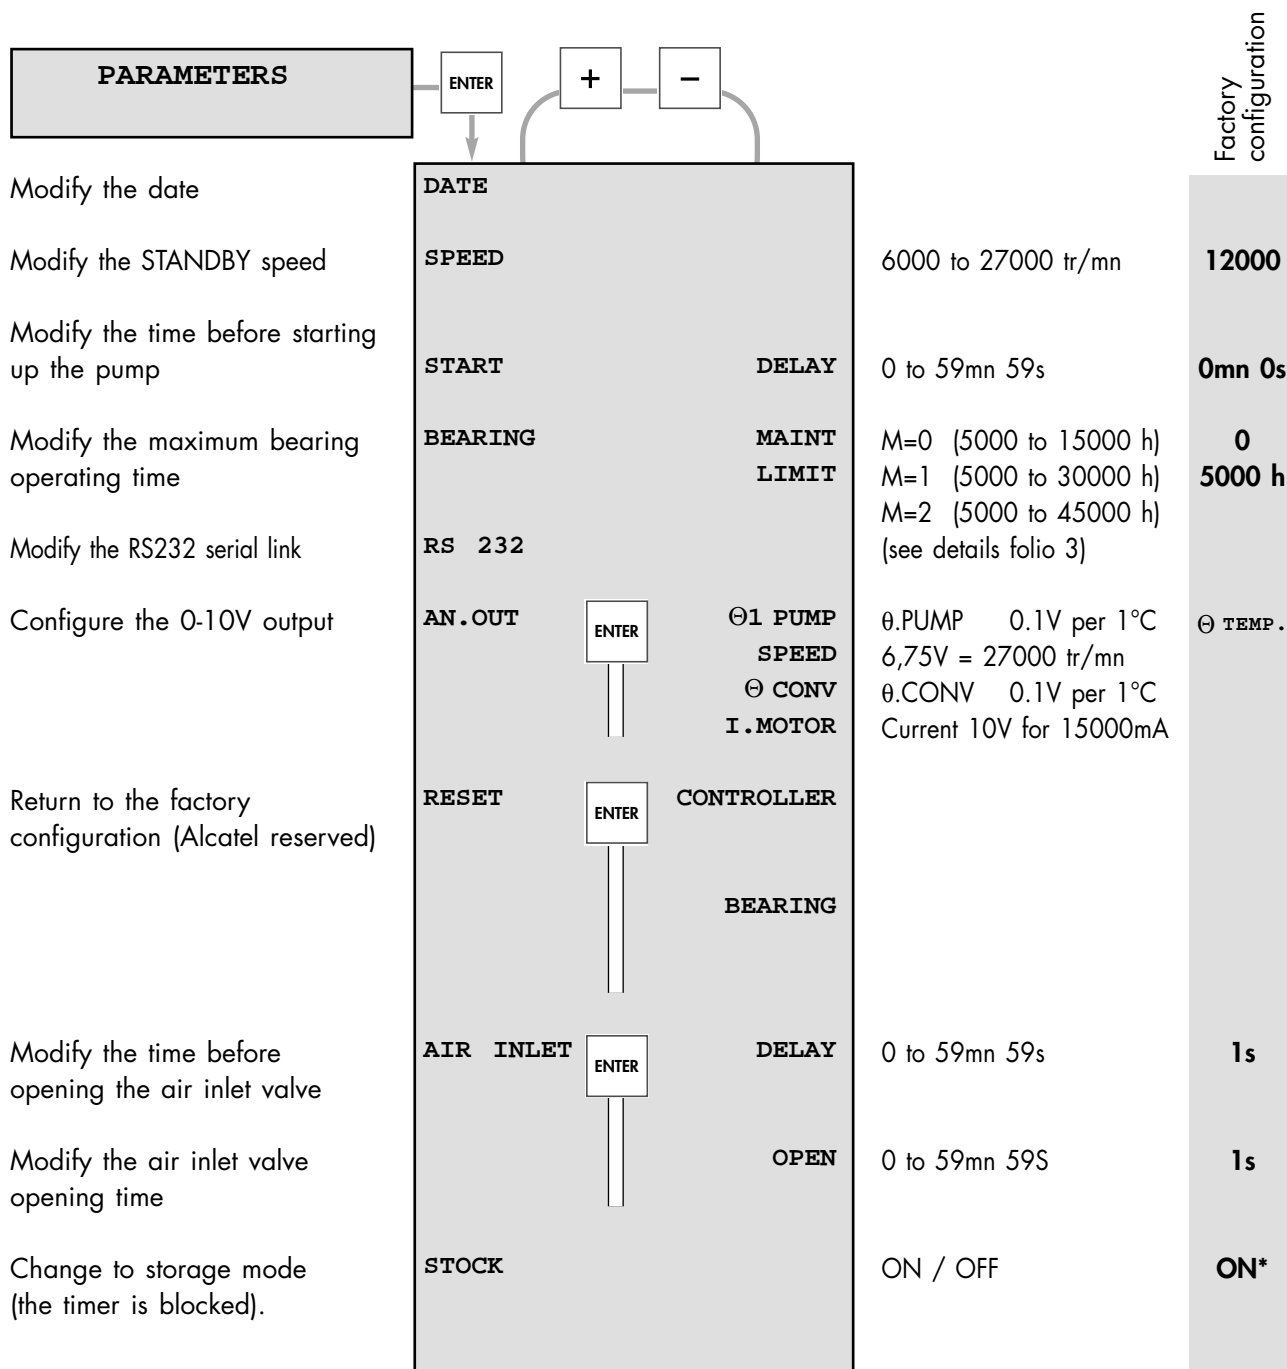 Factory
configuration
PARAMETERS ENTER + −
Modify the date DATE
Modify the STANDBY speed SPEED 6000 to 27000 tr/mn 12000
Modify the time before starting
up the pump START DELAY 0 to 59mn 59s 0mn 0s
Modify the maximum bearing BEARING MAINT M=0 (5000 to 15000 h) 0
operating time LIMIT M=1 (5000 to 30000 h) 5000 h
M=2 (5000 to 45000 h)
Modify the RS232 serial link RS 232 (see details folio 3)
Configure the 0-10V output AN.OUT ENTER Θ1 PUMP θ.PUMP 0.1V per 1°C Θ TEMP.
SPEED 6,75V = 27000 tr/mn
Θ CONV θ.CONV 0.1V per 1°C
I.MOTOR Current 10V for 15000mA
Return to the factory RESET ENTER CONTROLLER
configuration (Alcatel reserved)
BEARING
Modify the time before AIR INLET ENTER DELAY 0 to 59mn 59s 1s
opening the air inlet valve
Modify the air inlet valve OPEN 0 to 59mn 59S 1s
opening time
Change to storage mode STOCK ON / OFF ON*
(the timer is blocked).